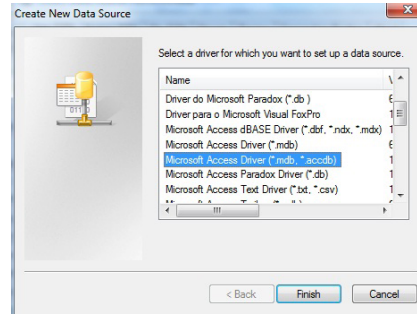 Create New Data Source
Select a driver for which you want to set up a data source.
Name
Driver do Microsoft Paradox (*.db )
Driver para o Microsoft Visual FoxPro
Microsoft Access dBASE Driver (*.dbf, *.ndx, *.mdx)
Microsoft Access Driver (*.mdb)
Microsoft Access Driver (*.mdb, *.accdb)
Microsoft Access Paradox Driver (*.db)
Microsoft Access Text Driver (*.txt, *.csv)
< Back Finish Cancel